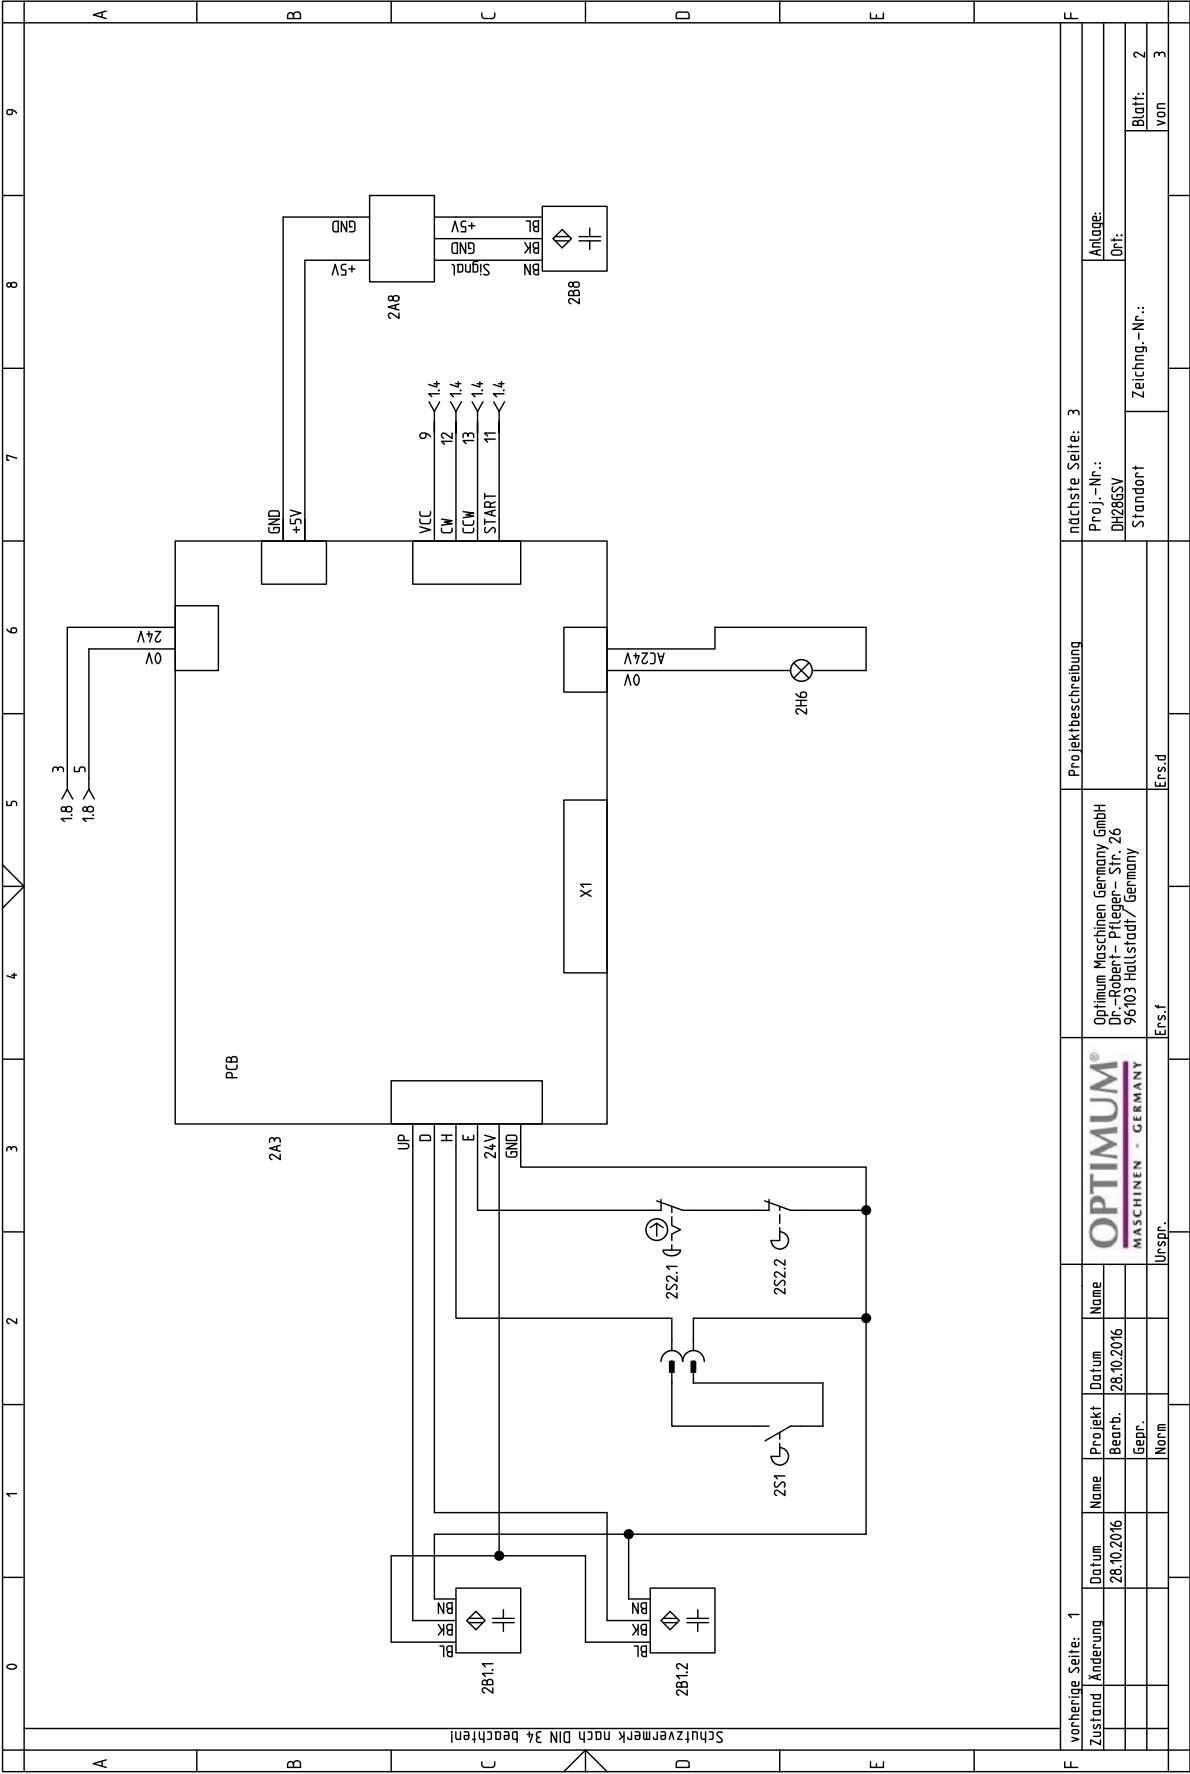 0 1 2 3 4 5 6 7 8 9
A
B
C
D
E
F
A
B
C
D
E
F
Schutzvermerk nach DIN 34 beachten!
1.8 3
1.8 5
24V
0V
PCB
2A3
GND
+5V
GND
+5V
2A8
+5V
GND
Signal
BL
BK
BN
2B8
VCC 9 1.4
CW 12 1.4
CCW 13 1.4
START 11 1.4
X1
AC24V
0V
2H6
UP
D
H
E
24V
GND
BN
BK
BL
2B1.1
BN
BK
BL
2B1.2
2S1
2S2.1
2S2.2
vorherige Seite: 1
Zustand Änderung Datum Name Projekt Datum Name
28.10.2016 Bearb. 28.10.2016
Gepr.
Norm
Urspr. Ers.f Ers.d
OPTIMUM®
MASCHINEN - GERMANY
Optimum Maschinen Germany GmbH
Dr.-Robert- Pfleger- Str. 26
96103 Hallstadt/ Germany
Projektbeschreibung
nächste Seite: 3
Proj.-Nr.:
DH28GSV
Standort
Zeichng.-Nr.:
Anlage:
Ort:
Blatt: 2
von 3